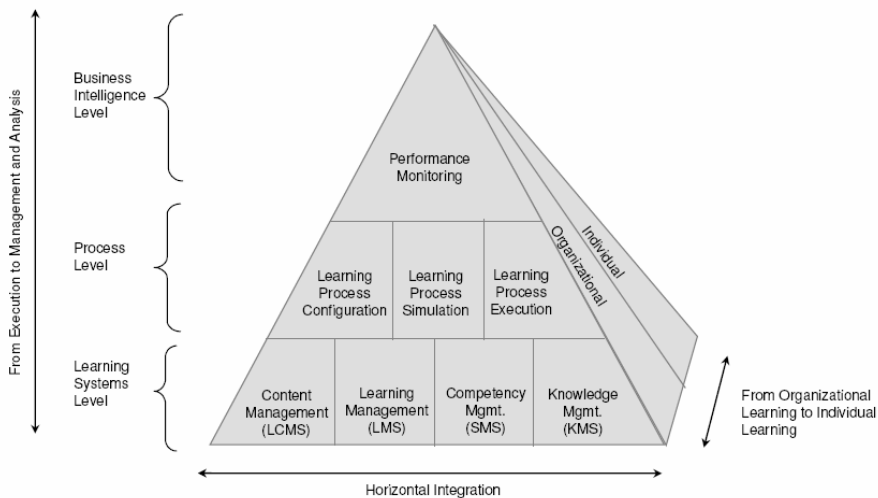 From Execution to Management and Analysis
Business
Intelligence
Level
Process
Level
Learning
Systems
Level
Performance
Monitoring
Learning
Process
Configuration
Learning
Process
Simulation
Learning
Process
Execution
Content
Management
(LCMS)
Learning
Management
(LMS)
Competency
Mgmt.
(SMS)
Knowledge
Mgmt.
(KMS)
Organizational
Individual
From Organizational
Learning to Individual
Learning
Horizontal Integration